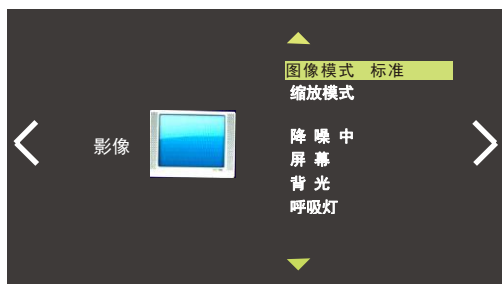 影像
图像模式 标准
缩放模式
降 噪 中
屏 幕
背 光
呼吸灯